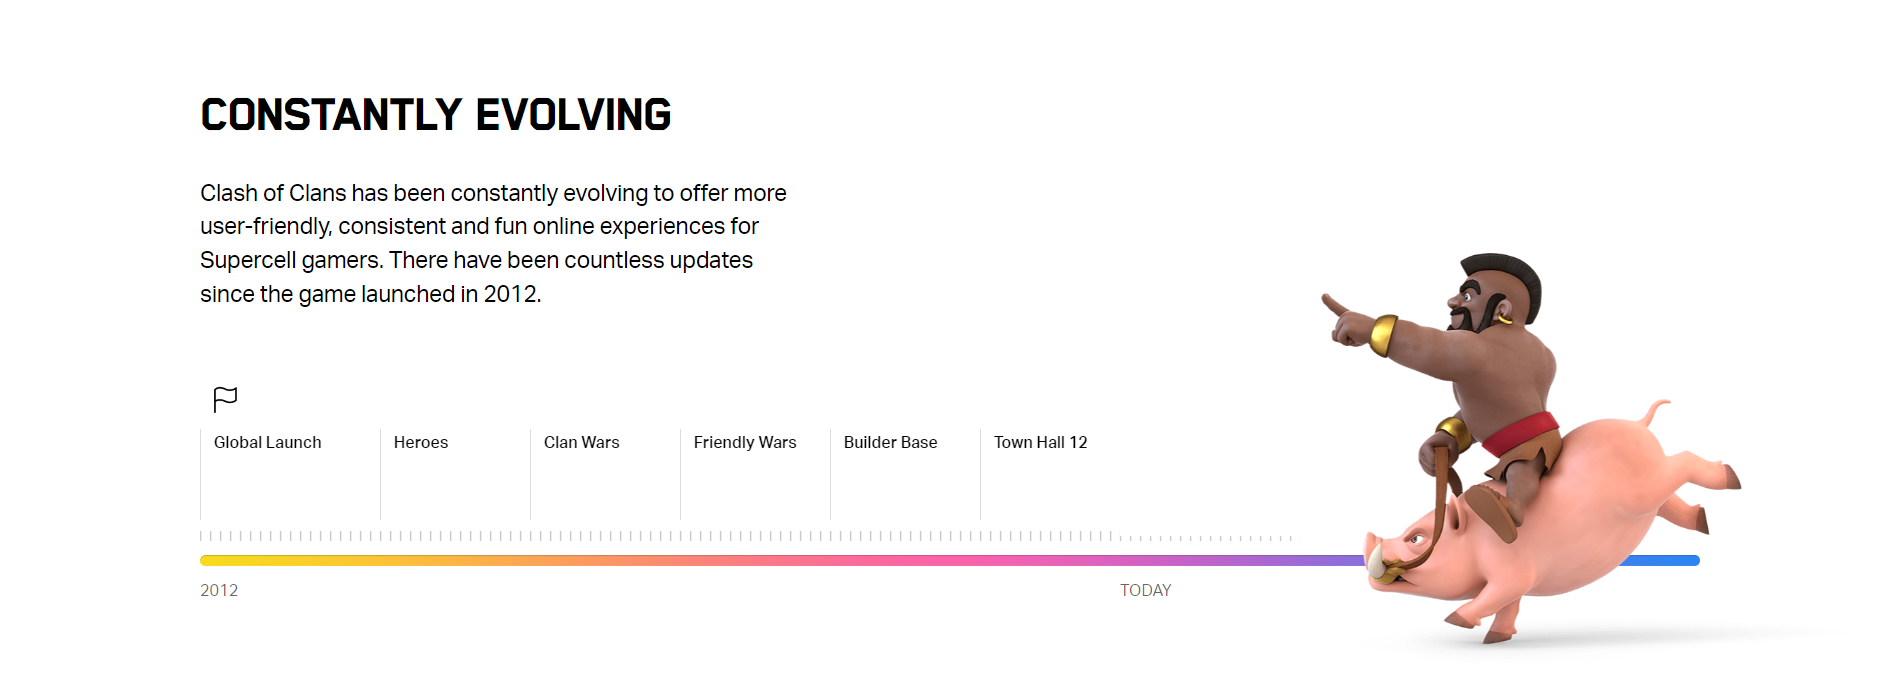 CONSTANTLY EVOLVING
Clash of Clans has been constantly evolving to offer more
user-friendly, consistent and fun online experiences for
Supercell gamers. There have been countless updates
since the game launched in 2012.
Global Launch
Heroes
Clan Wars
Friendly Wars
Builder Base
Town Hall 12
2012
TODAY